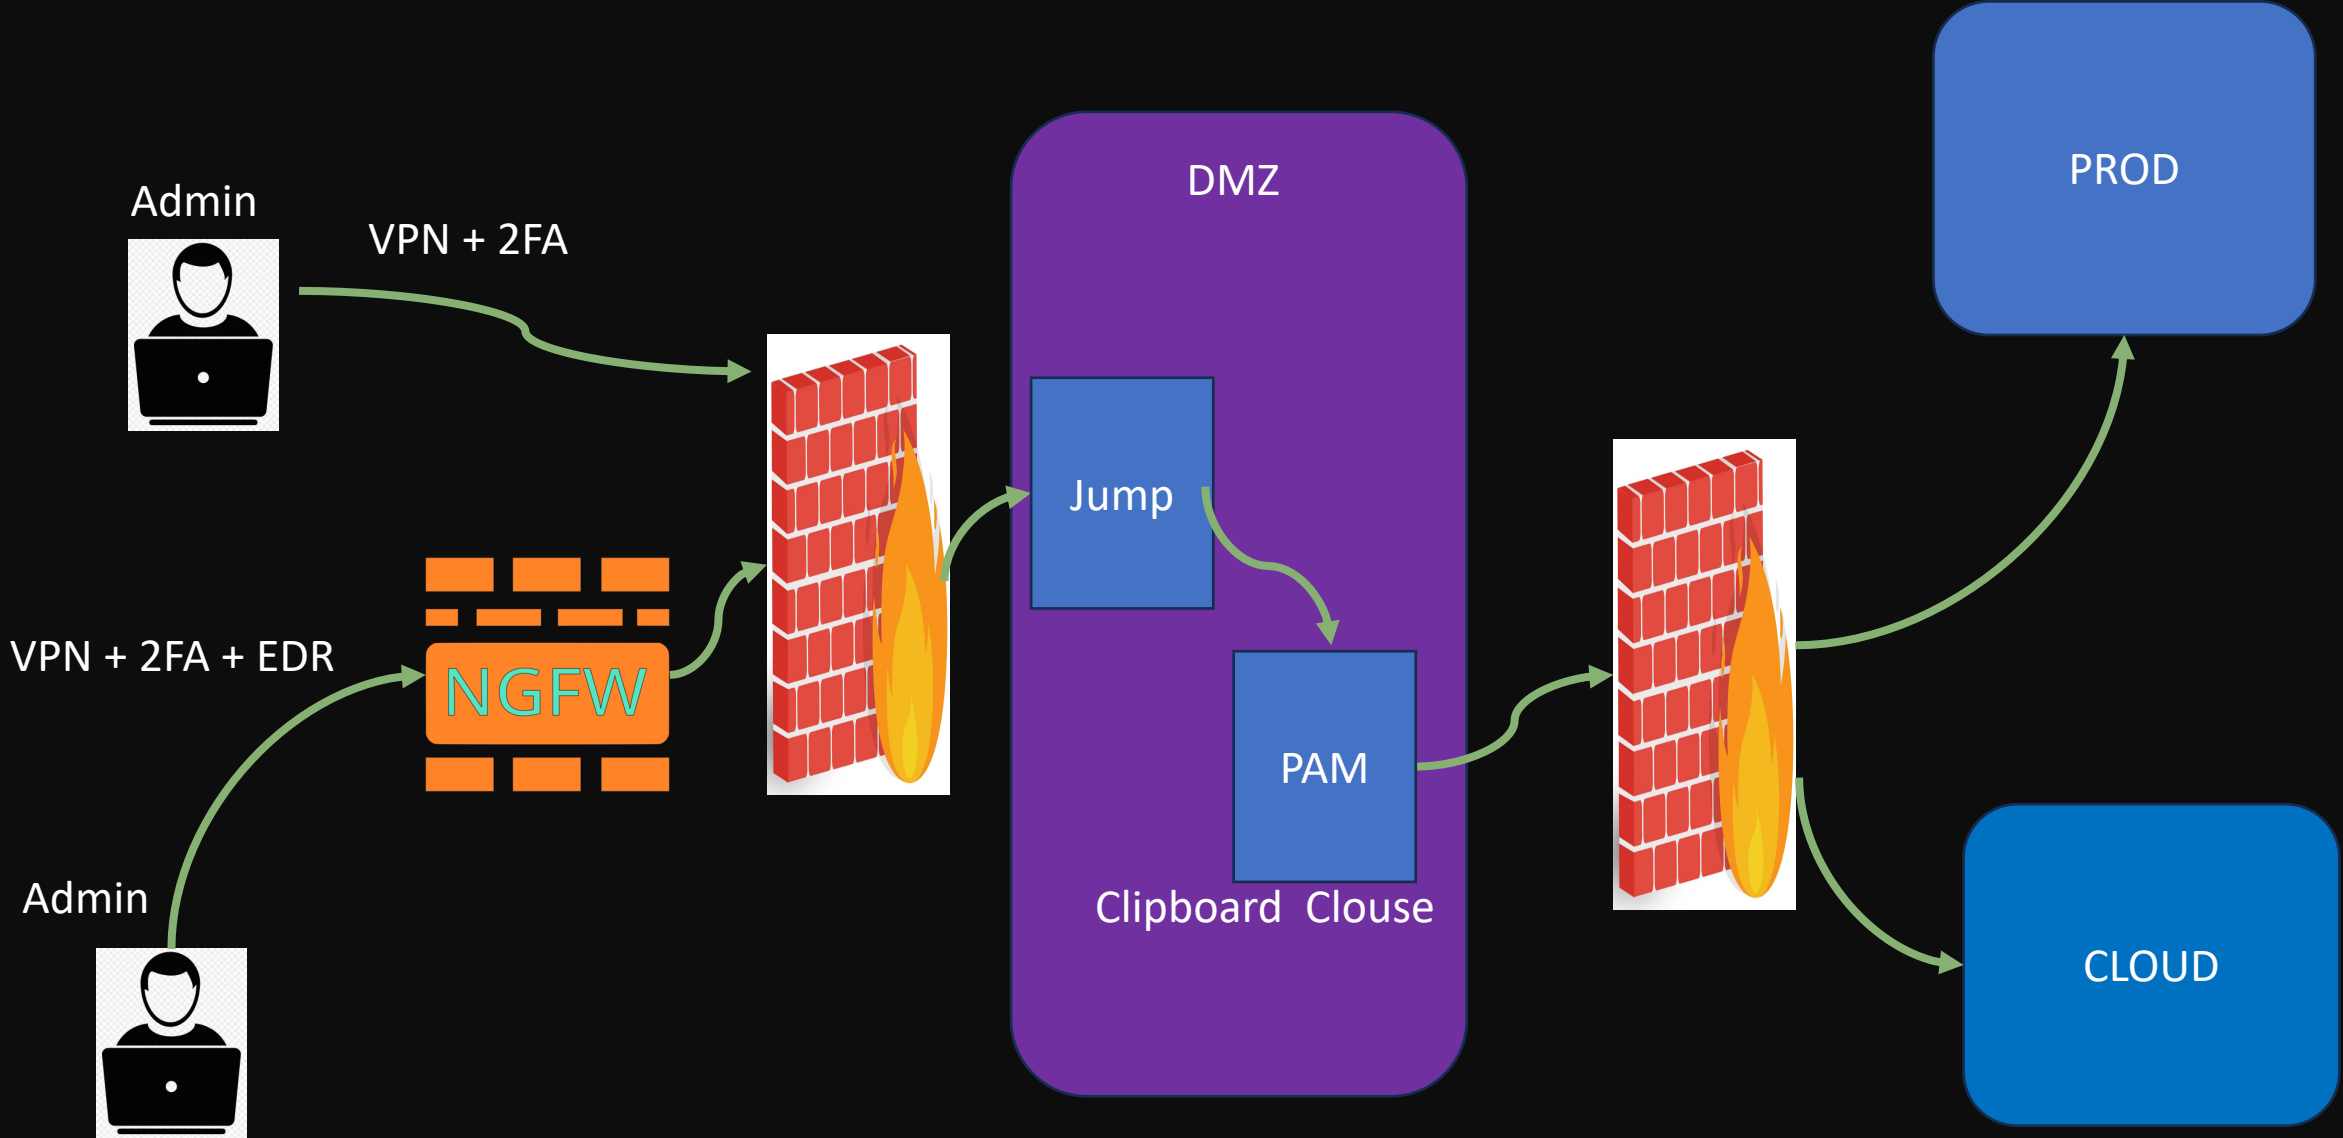 Admin
VPN + 2FA
DMZ
PROD
Jump
VPN + 2FA + EDR
NGFW
PAM
Clipboard  Clouse
Admin
CLOUD